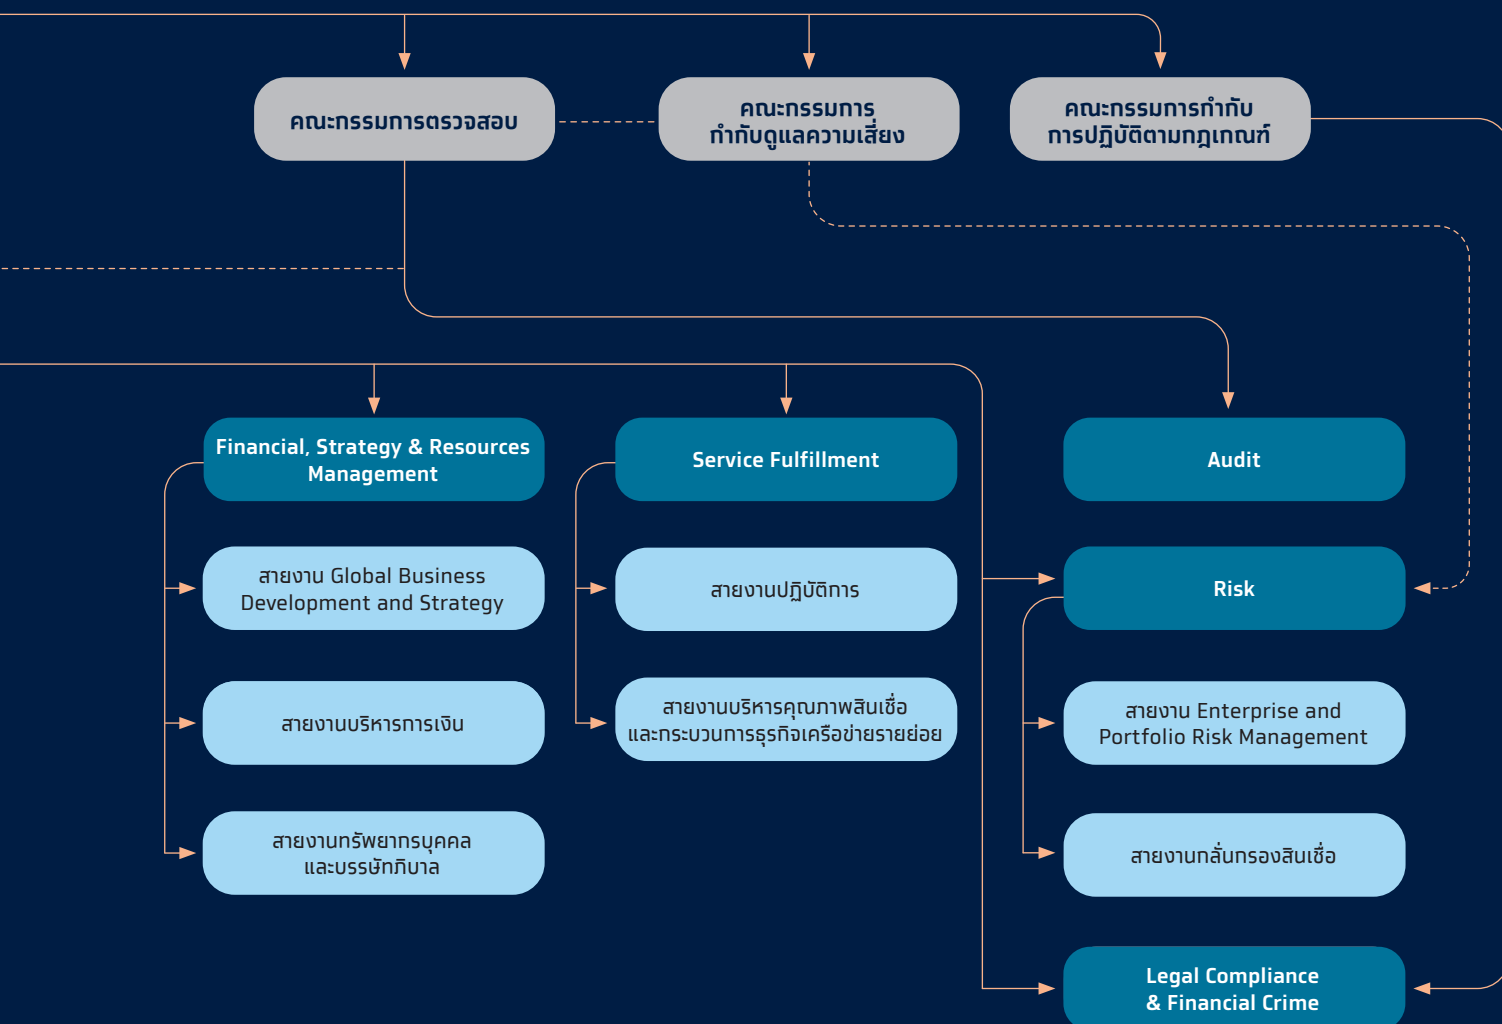 คณะกรรมการตรวจสอบ
คณะกรรมการ
กำกับดูแลความเสี่ยง
คณะกรรมการกำกับ
การปฏิบัติตามกฎเกณฑ์
Financial, Strategy & Resources
Management
Service Fulfillment
Audit
สายงาน Global Business
Development and Strategy
สายงานปฏิบัติการ
Risk
สายงานบริหารการเงิน
สายงานบริหารคุณภาพสินเชื่อ
และกระบวนการธุรกิจเครือข่ายรายย่อย
สายงาน Enterprise and
Portfolio Risk Management
สายงานทรัพยากรบุคคล
และบรรษัทภิบาล
สายงานกลั่นกรองสินเชื่อ
Legal Compliance
& Financial Crime